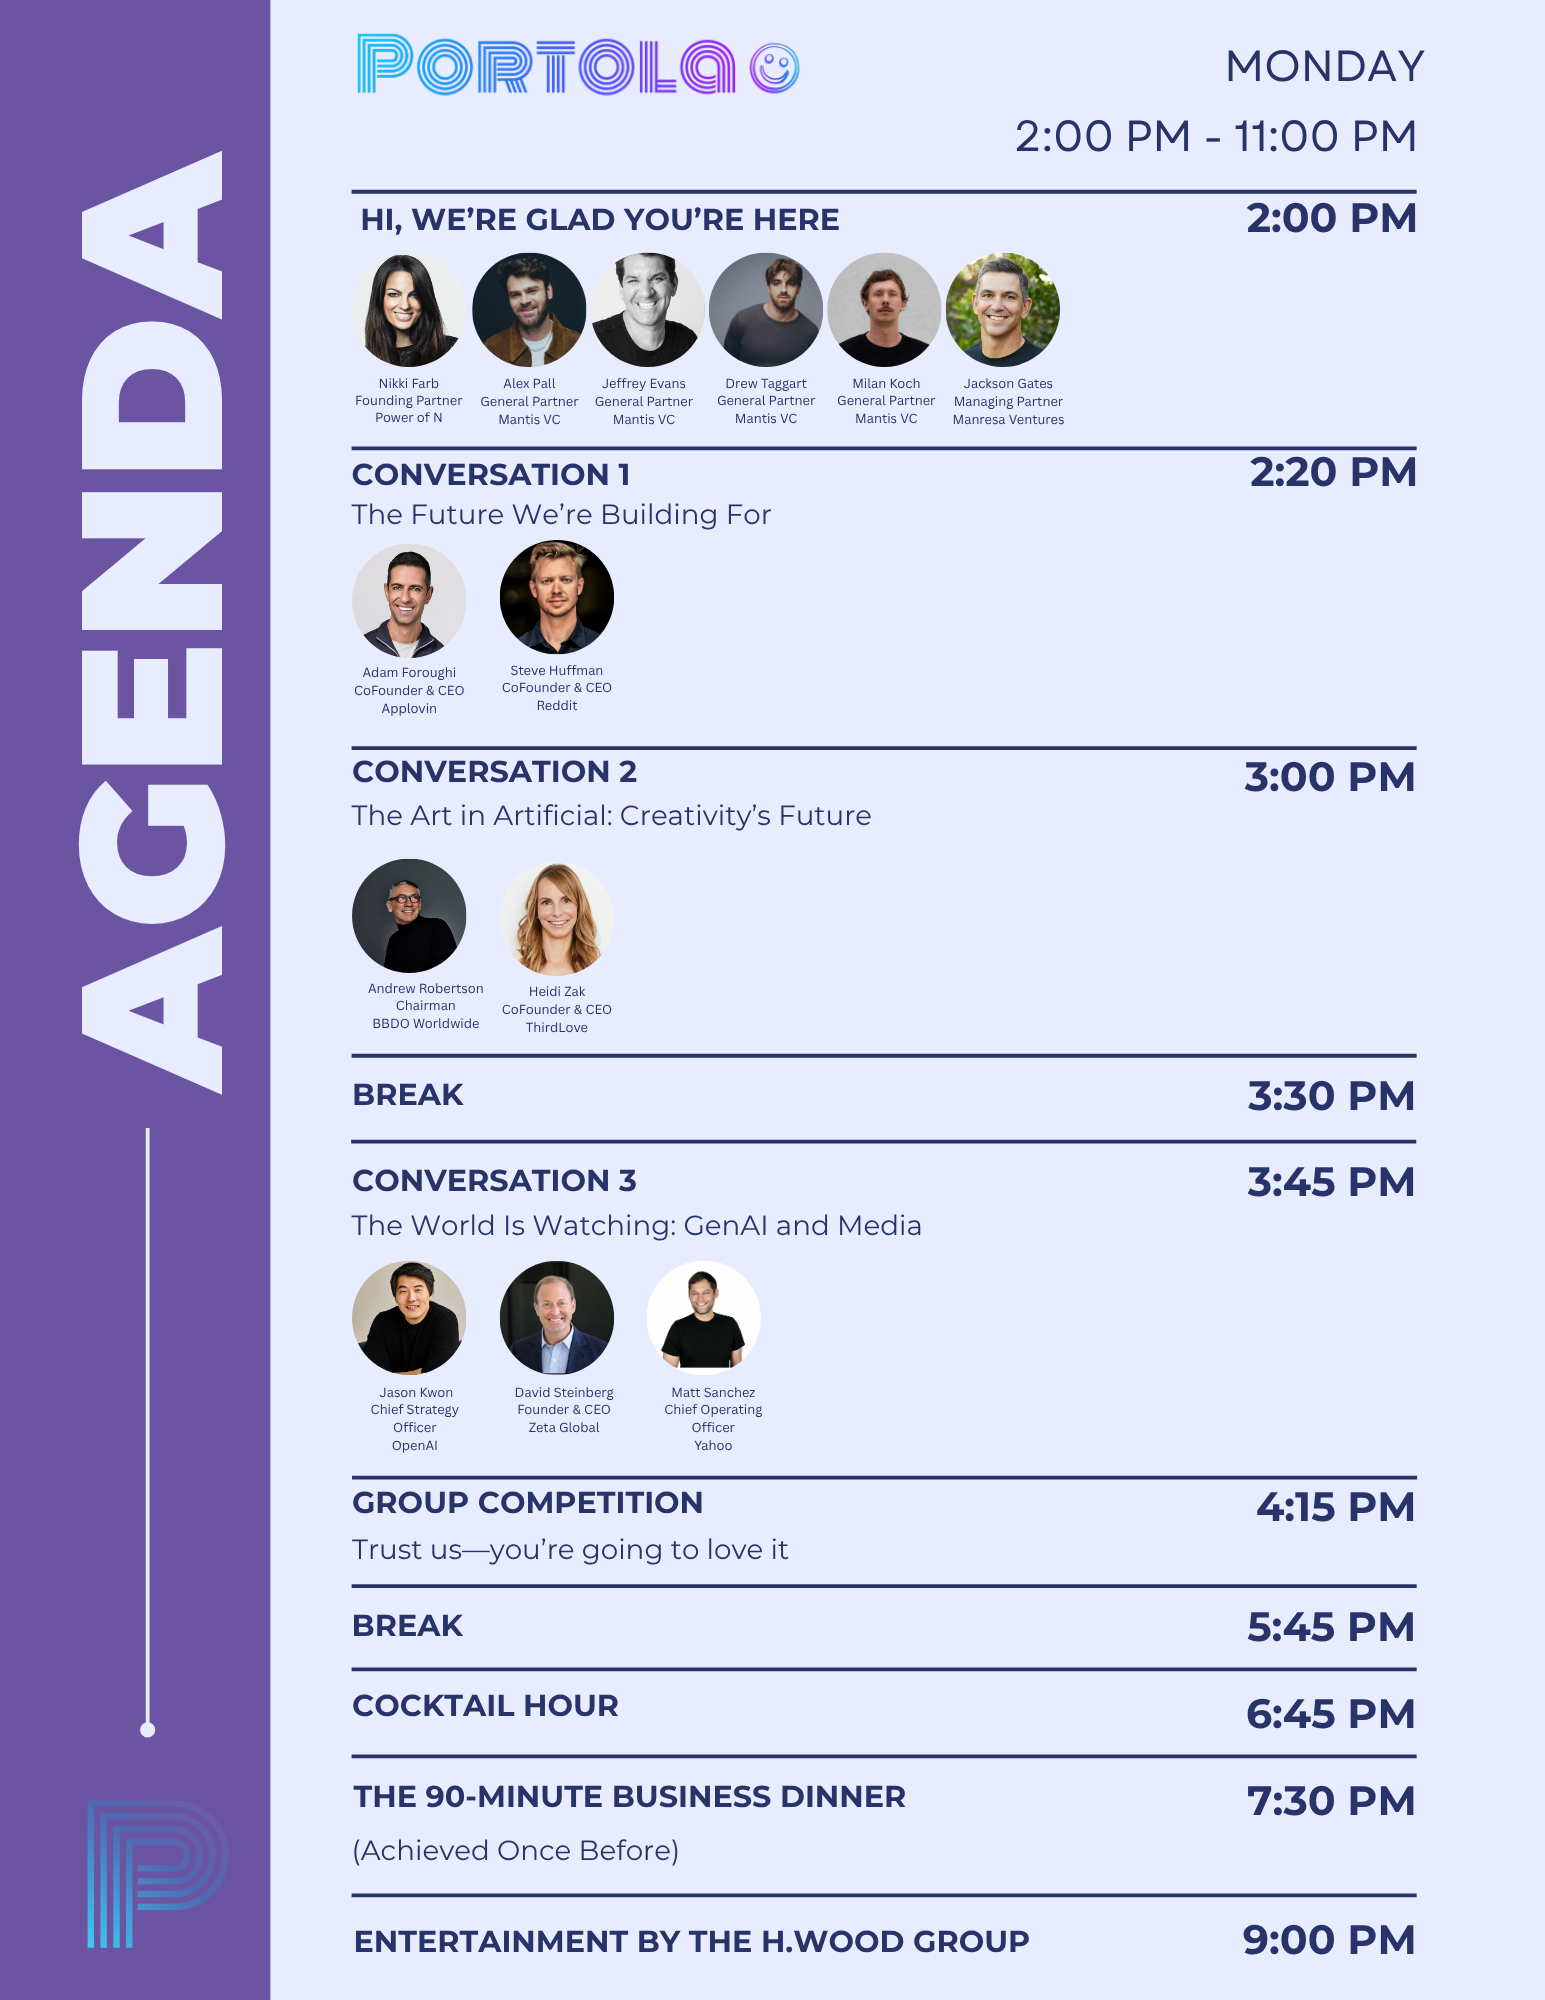 AGENDA
PORTOLA
MONDAY
2:00 PM - 11:00 PM
HI, WE’RE GLAD YOU’RE HERE
2:00 PM
Nikki Farb
Founding Partner
Power of N
Alex Pall
General Partner
Mantis VC
Jeffrey Evans
General Partner
Mantis VC
Drew Taggart
General Partner
Mantis VC
Milan Koch
General Partner
Mantis VC
Jackson Gates
Managing Partner
Manresa Ventures
CONVERSATION 1
2:20 PM
The Future We’re Building For
Adam Foroughi
CoFounder & CEO
Applovin
Steve Huffman
CoFounder & CEO
Reddit
CONVERSATION 2
3:00 PM
The Art in Artificial: Creativity’s Future
Andrew Robertson
Chairman
BBDO Worldwide
Heidi Zak
CoFounder & CEO
ThirdLove
BREAK
3:30 PM
CONVERSATION 3
3:45 PM
The World Is Watching: GenAI and Media
Jason Kwon
Chief Strategy
Officer
OpenAI
David Steinberg
Founder & CEO
Zeta Global
Matt Sanchez
Chief Operating
Officer
Yahoo
GROUP COMPETITION
4:15 PM
Trust us—you’re going to love it
BREAK
5:45 PM
COCKTAIL HOUR
6:45 PM
THE 90-MINUTE BUSINESS DINNER
7:30 PM
(Achieved Once Before)
ENTERTAINMENT BY THE H.WOOD GROUP
9:00 PM
P